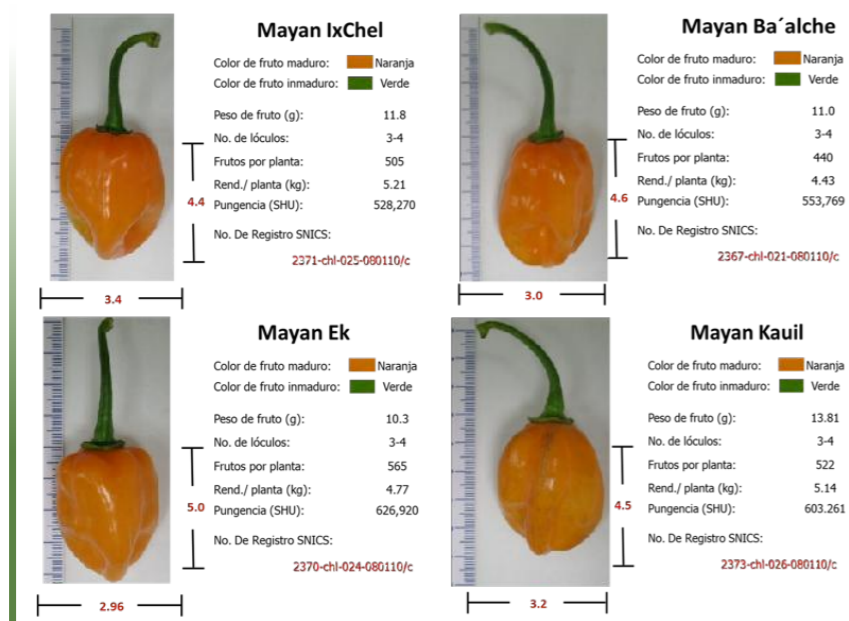 Mayan IxChel
Color de fruto maduro: Naranja
Color de fruto inmaduro: Verde
Peso de fruto (g): 11.8
No. de lóculos: 3-4
Frutos por planta: 505
Rend./ planta (kg): 5.21
Pungencia (SHU): 528,270
No. De Registro SNICS:
2371-chl-025-080110/c
4.4
3.4
Mayan Ba´alche
Color de fruto maduro: Naranja
Color de fruto inmaduro: Verde
Peso de fruto (g): 11.0
No. de lóculos: 3-4
Frutos por planta: 440
Rend./ planta (kg): 4.43
Pungencia (SHU): 553,769
No. De Registro SNICS:
2367-chl-021-080110/c
4.6
3.0
Mayan Ek
Color de fruto maduro: Naranja
Color de fruto inmaduro: Verde
Peso de fruto (g): 10.3
No. de lóculos: 3-4
Frutos por planta: 565
Rend./ planta (kg): 4.77
Pungencia (SHU): 626,920
No. De Registro SNICS:
2370-chl-024-080110/c
5.0
2.96
Mayan Kauil
Color de fruto maduro: Naranja
Color de fruto inmaduro: Verde
Peso de fruto (g): 13.81
No. de lóculos: 3-4
Frutos por planta: 522
Rend./ planta (kg): 5.14
Pungencia (SHU): 603.261
No. De Registro SNICS:
2373-chl-026-080110/c
4.5
3.2